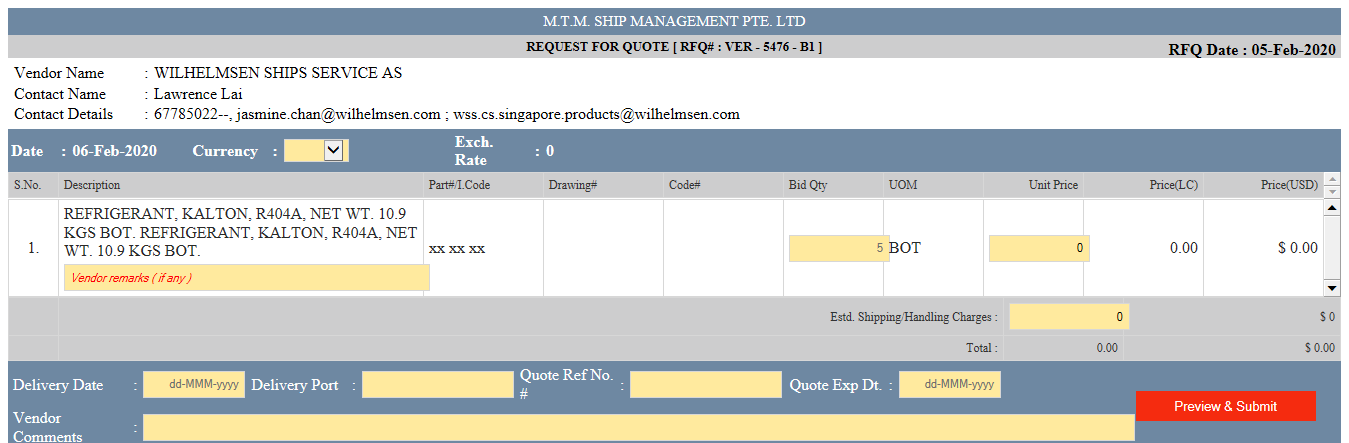 M.T.M. SHIP MANAGEMENT PTE. LTD
REQUEST FOR QUOTE [ RFQ# : VER - 5476 - B1 ]
RFQ Date : 05-Feb-2020
Vendor Name : WILHELMSEN SHIPS SERVICE AS
Contact Name : Lawrence Lai
Contact Details : 67785022--, jasmine.chan@wilhelmsen.com ; wss.cs.singapore.products@wilhelmsen.com
Date : 06-Feb-2020 Currency : Exch. Rate : 0
S.No. Description Part#/I.Code Drawing# Code# Bid Qty UOM Unit Price Price(LC) Price(USD)
REFRIGERANT, KALTON, R404A, NET WT. 10.9
KGS BOT. REFRIGERANT, KALTON, R404A, NET
WT. 10.9 KGS BOT.
1. xx xx xx 5 BOT 0 0.00 $ 0.00
Vendor remarks ( if any )
Estd. Shipping/Handling Charges : 0 $ 0
Total : 0.00 $ 0.00
Delivery Date : dd-MMM-yyyy Delivery Port : Quote Ref No. # : Quote Exp Dt. : dd-MMM-yyyy
Preview & Submit
Vendor
Comments :